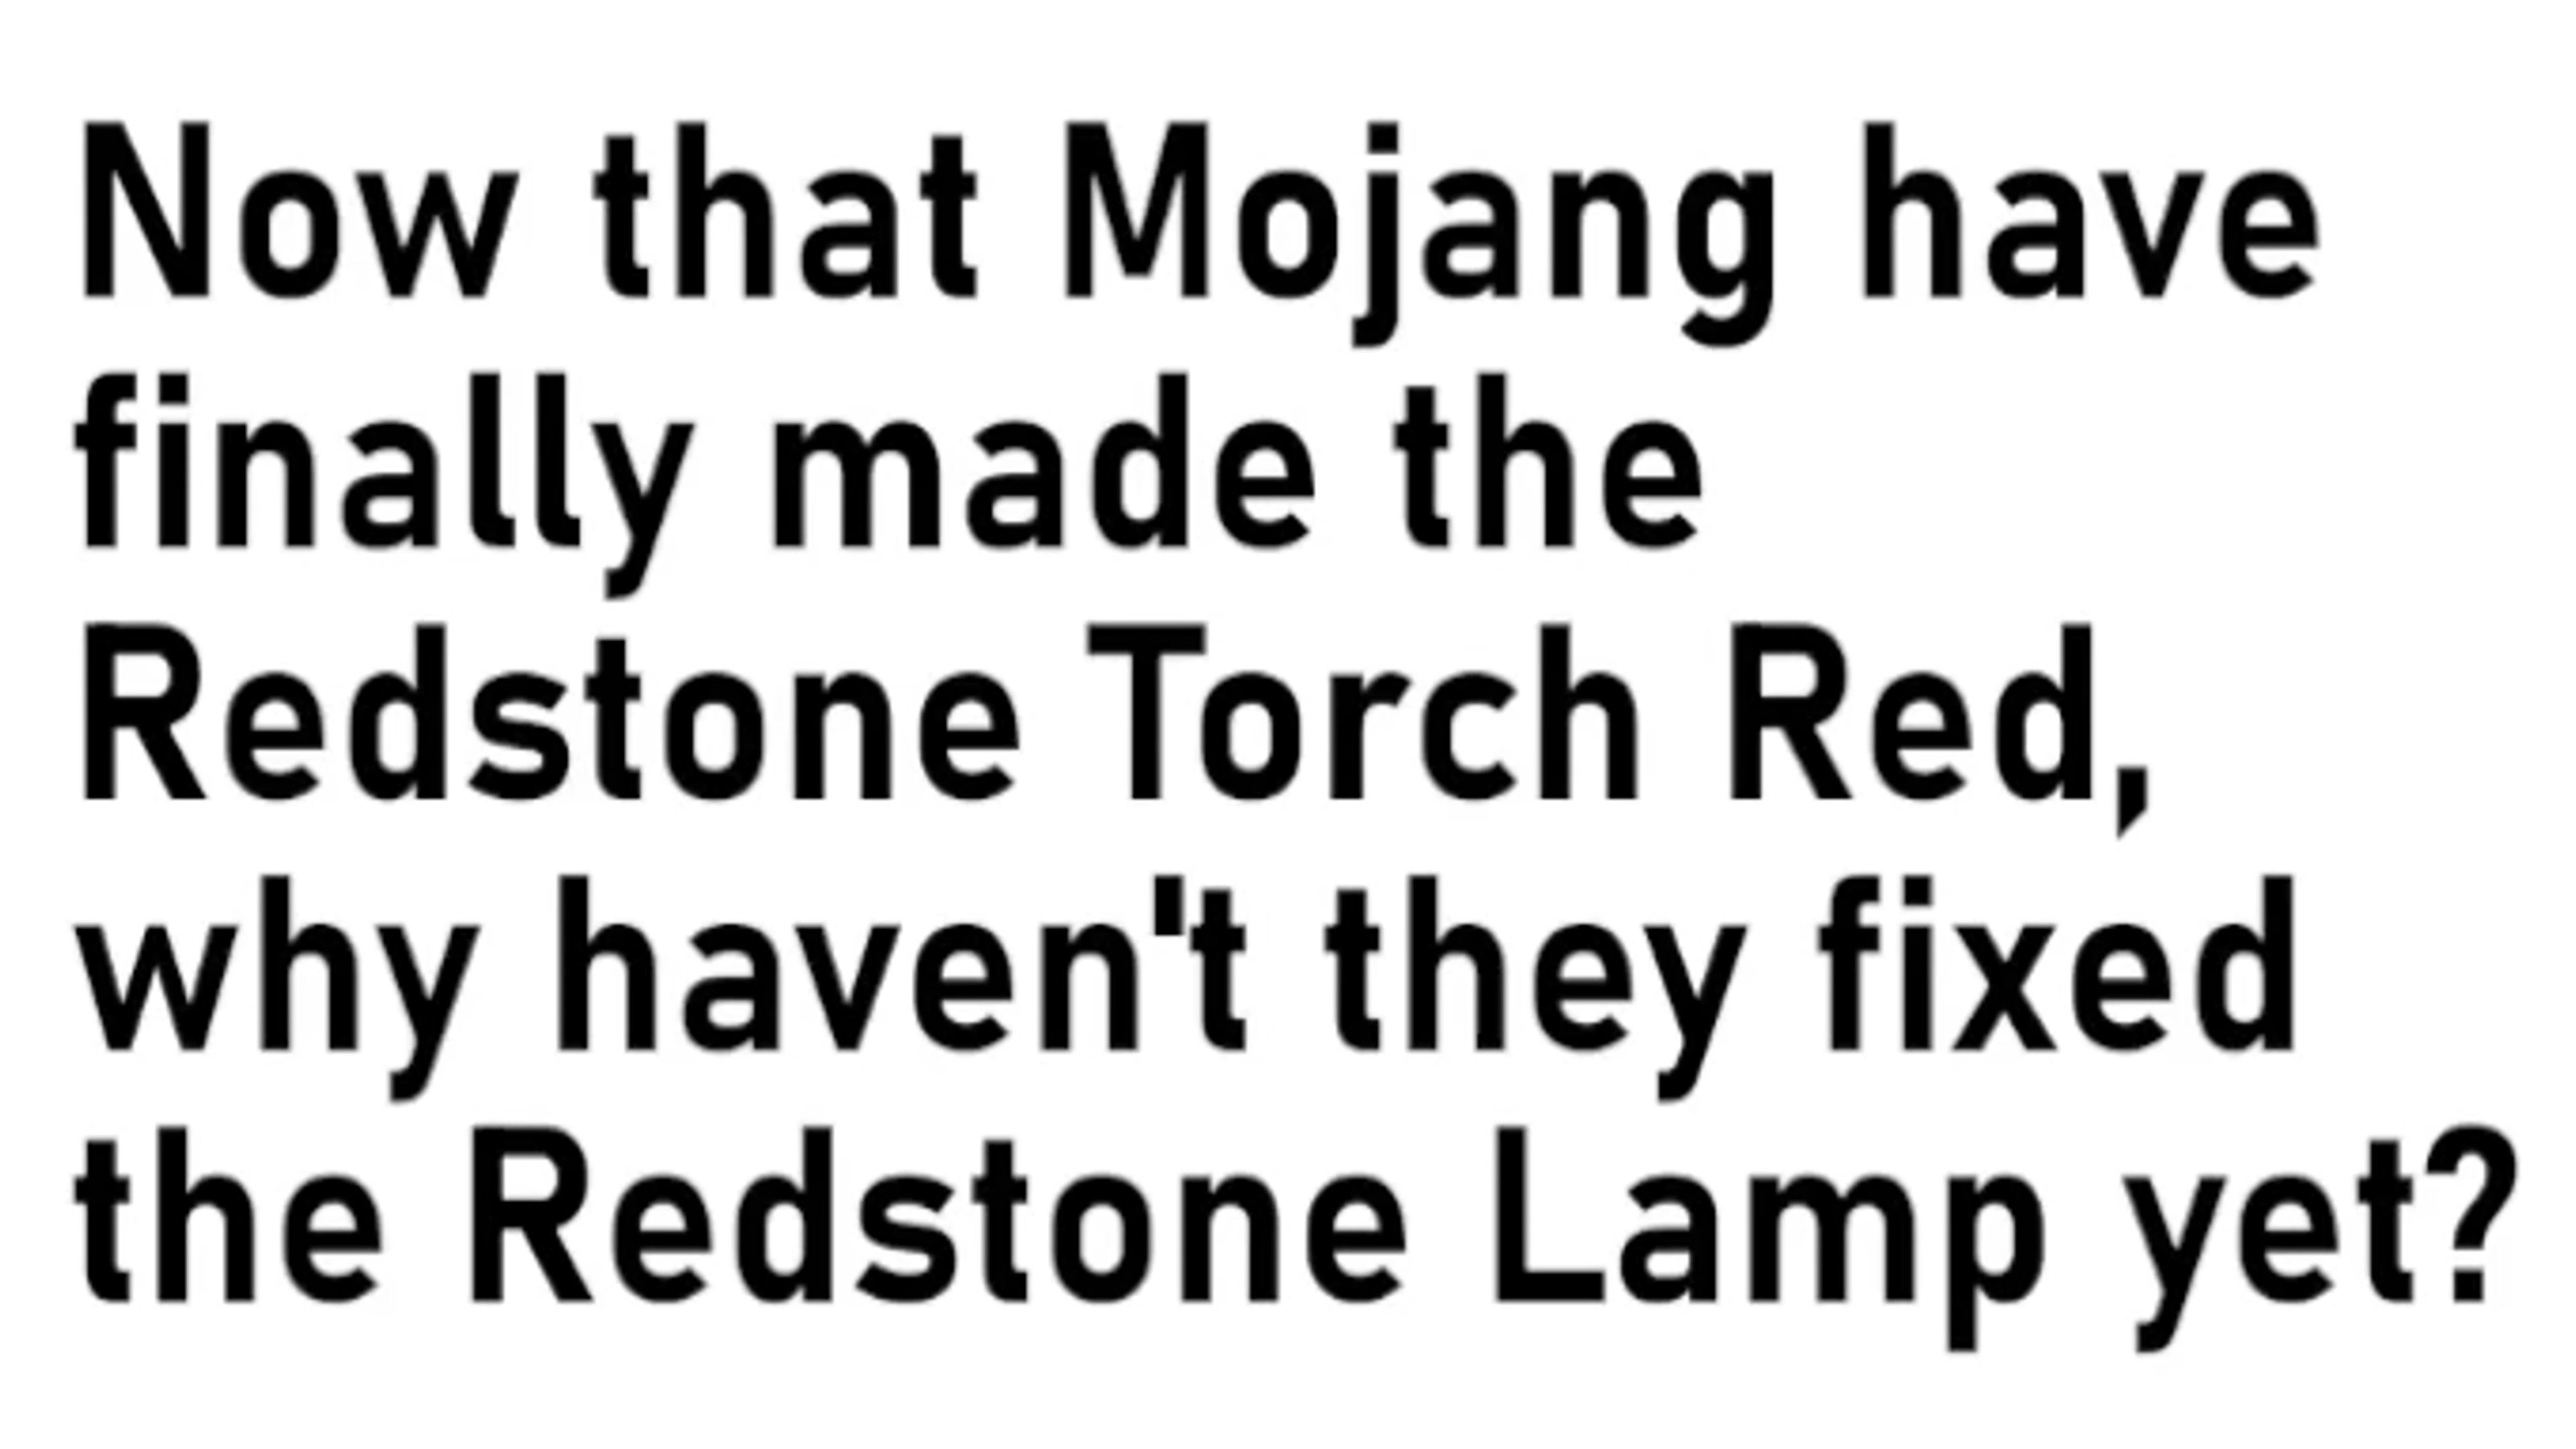 Now that Mojang have
finally made the
Redstone Torch Red,
why haven't they fixed
the Redstone Lamp yet?